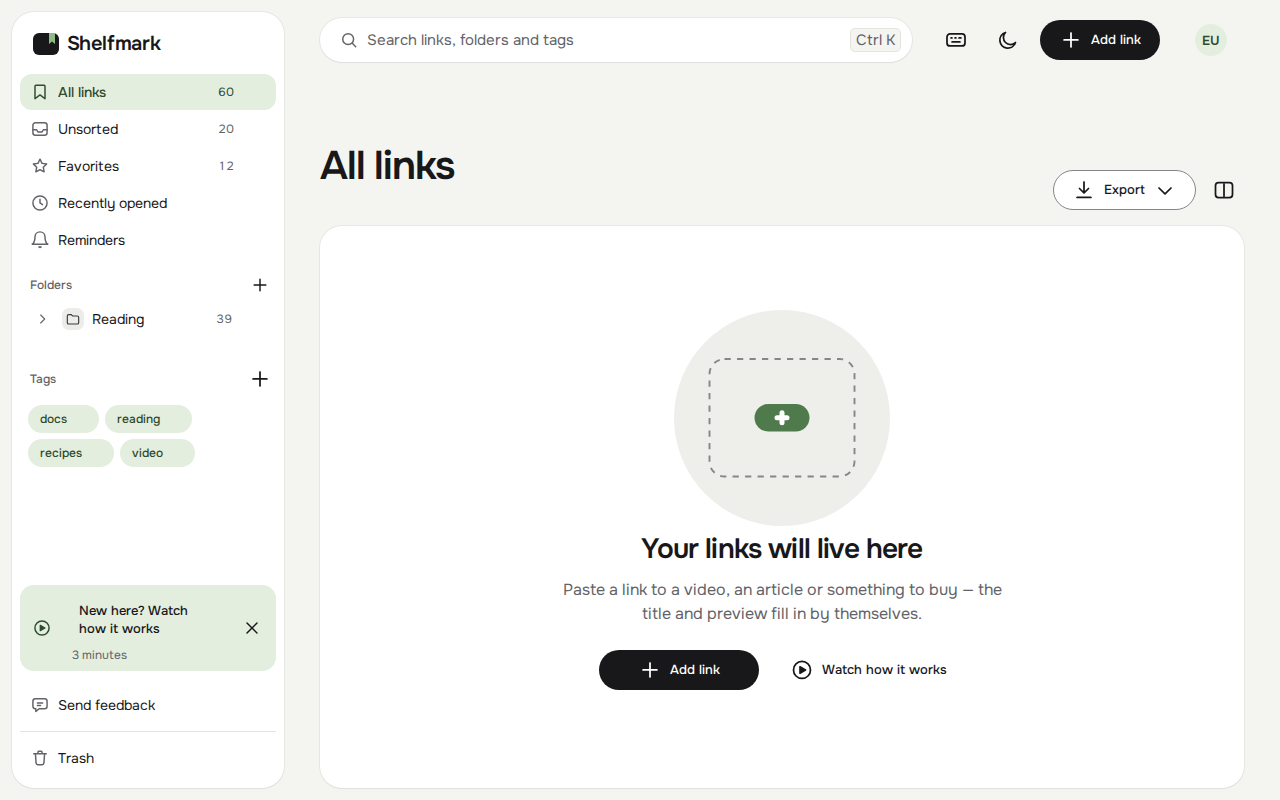 Shelfmark
All links 60
Unsorted 20
Favorites 12
Recently opened
Reminders
Folders
Reading 39
Tags
docs reading
recipes video
New here? Watch
how it works
3 minutes
Send feedback
Trash
Search links, folders and tags Ctrl K
Add link
EU
All links
Export
Your links will live here
Paste a link to a video, an article or something to buy — the
title and preview fill in by themselves.
Add link Watch how it works